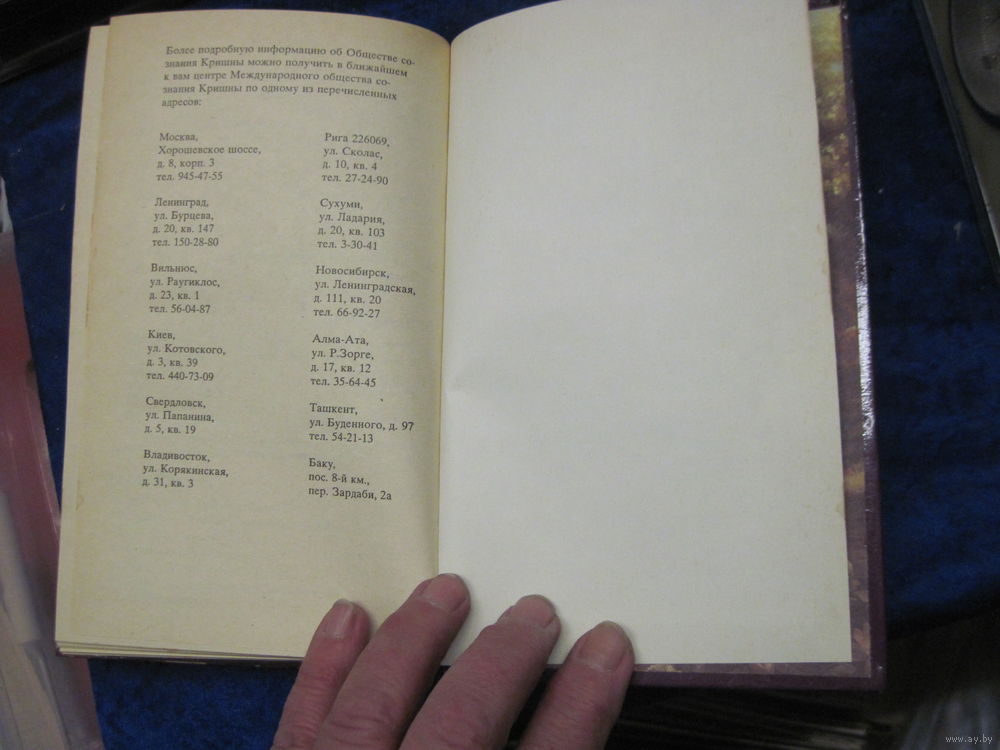 Более подробную информацию об Обществе со-
знания Кришны можно получить в ближайшем
к вам центре Международного общества со-
знания Кришны по одному из перечисленных
адресов:
Москва,
Хорошевское шоссе,
д. 8, корп. 3
тел. 945-47-55
Ленинград,
ул. Бурцева,
д. 20, кв. 147
тел. 150-28-80
Вильнюс,
ул. Раугиклос,
д. 23, кв. 1
тел. 56-04-87
Киев,
ул. Котовского,
д. 3, кв. 39
тел. 440-73-09
Свердловск,
ул. Папанина,
д. 5, кв. 19
Владивосток,
ул. Корякинская,
д. 31, кв. 3
Рига 226069,
ул. Сколас,
д. 10, кв. 4
тел. 27-24-90
Сухуми,
ул. Ладария,
д. 20, кв. 103
тел. 3-30-41
Новосибирск,
ул. Ленинградская,
д. 111, кв. 20
тел. 66-92-27
Алма-Ата,
ул. Р.Зорге,
д. 17, кв. 12
тел. 35-64-45
Ташкент,
ул. Буденного, д. 97
тел. 54-21-13
Баку,
пос. 8-й км.,
пер. Зардаби, 2а
www.ay.by